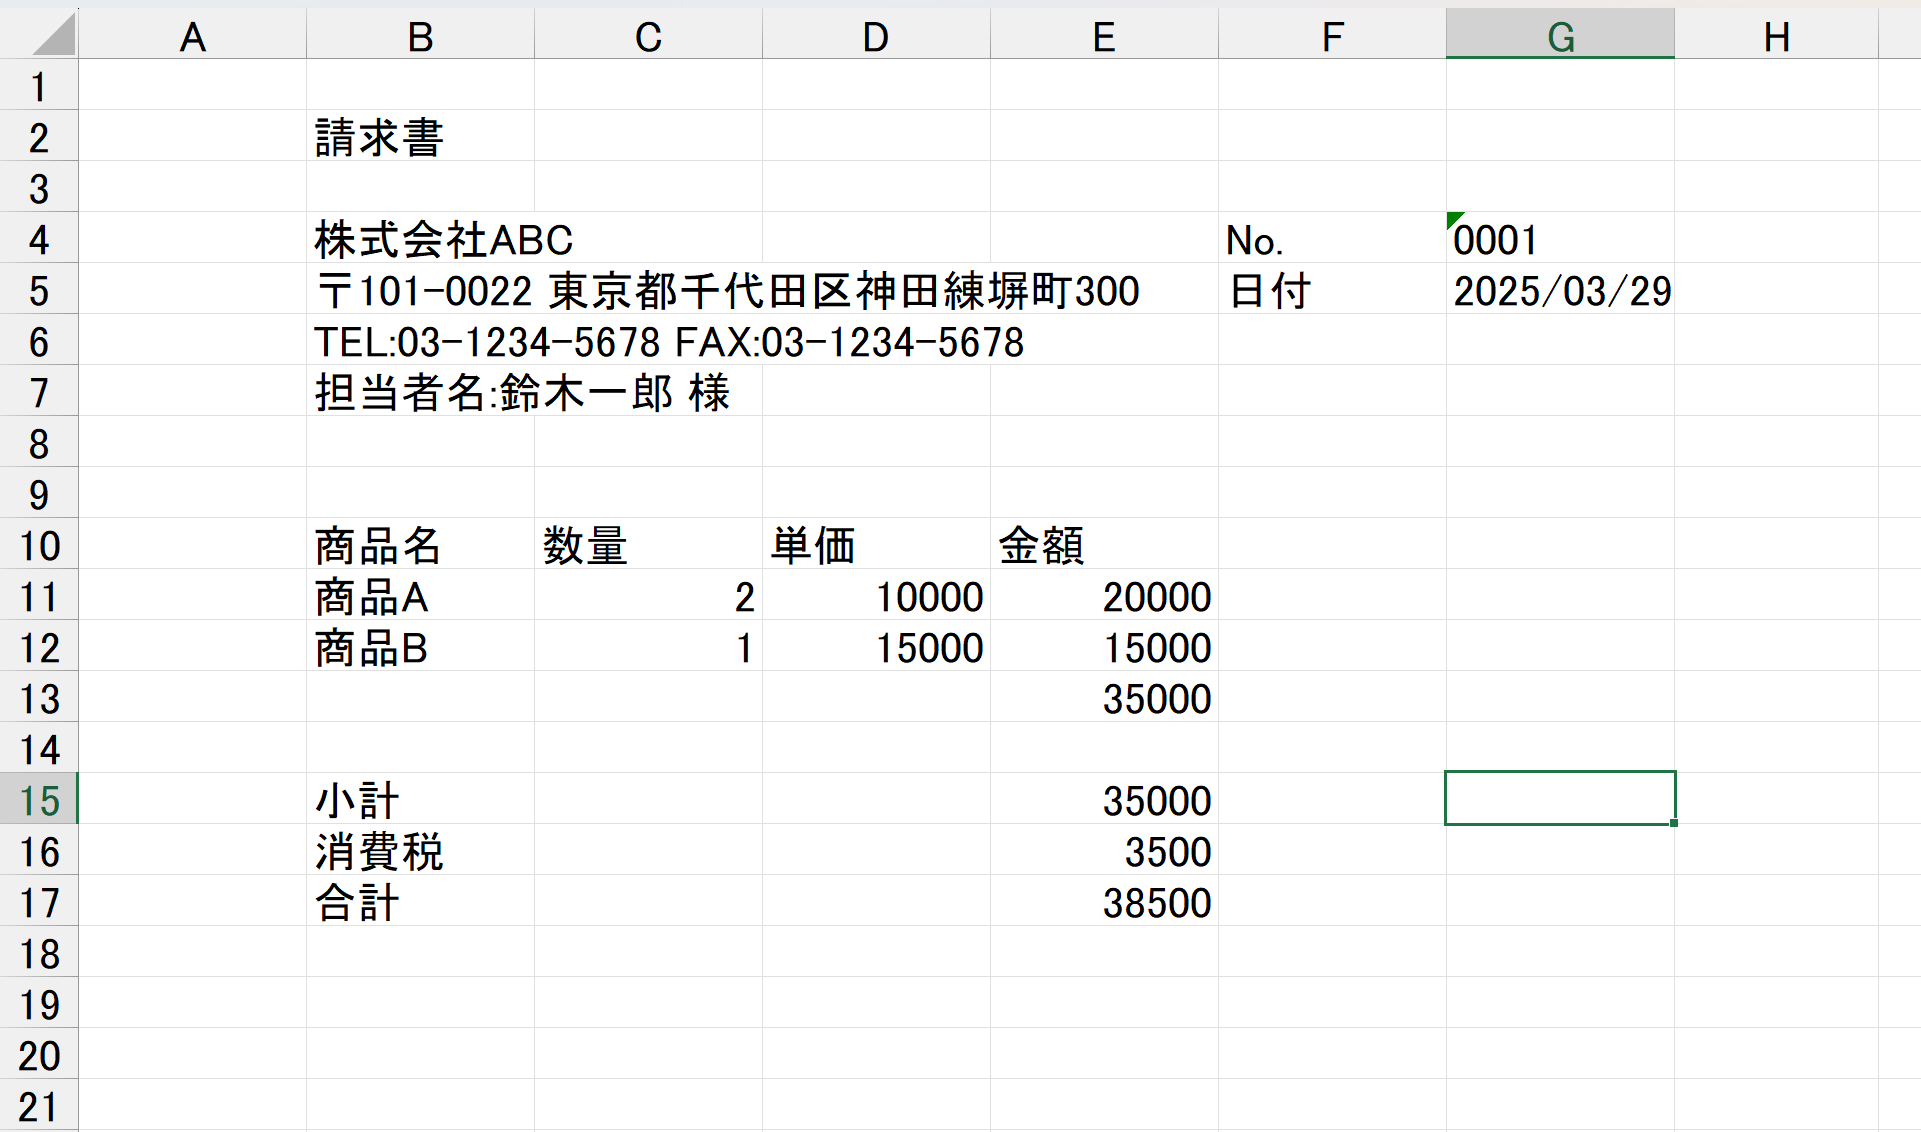 A B C D E F G H
1
2 請求書
3
4 株式会社ABC No. 0001
5 〒101-0022 東京都千代田区神田練塀町300 日付 2025/03/29
6 TEL:03-1234-5678 FAX:03-1234-5678
7 担当者名:鈴木一郎 様
8
9
10 商品名 数量 単価 金額
11 商品A 2 10000 20000
12 商品B 1 15000 15000
13 35000
14
15 小計 35000
16 消費税 3500
17 合計 38500
18
19
20
21